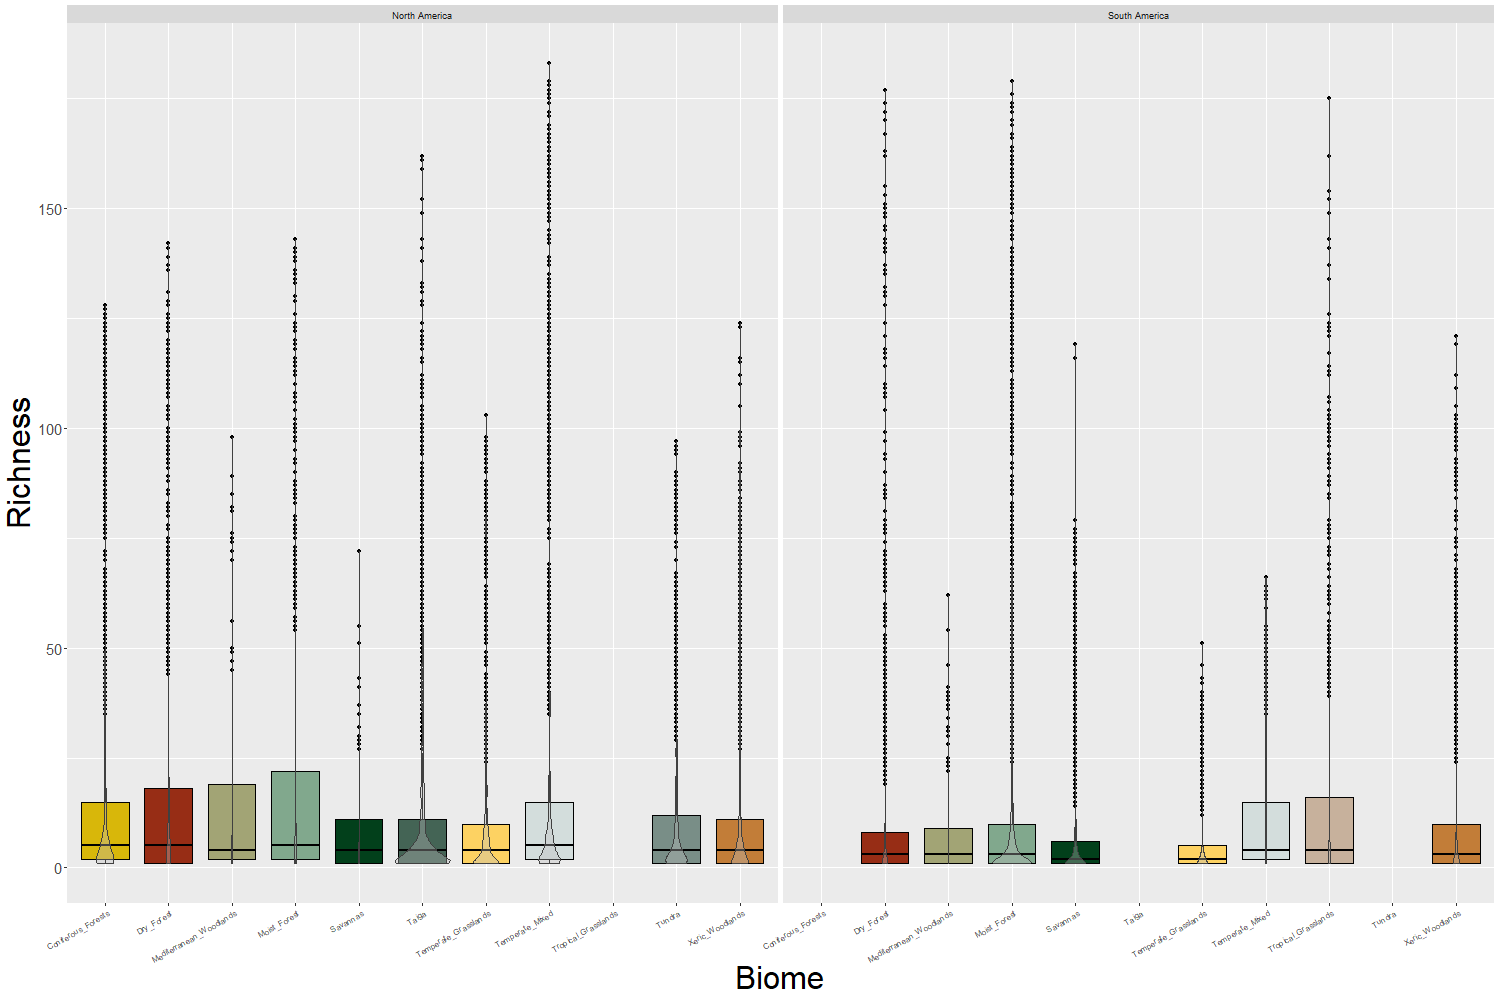 North America
South America
Richness
150
100
50
0
Coniferous_Forests
Dry_Forest
Mediterranean_Woodlands
Moist_Forest
Savannas
Taiga
Temperate_Grasslands
Temperate_Mixed
Tropical_Grasslands
Tundra
Xeric_Woodlands
Coniferous_Forests
Dry_Forest
Mediterranean_Woodlands
Moist_Forest
Savannas
Taiga
Temperate_Grasslands
Temperate_Mixed
Tropical_Grasslands
Tundra
Xeric_Woodlands
Biome